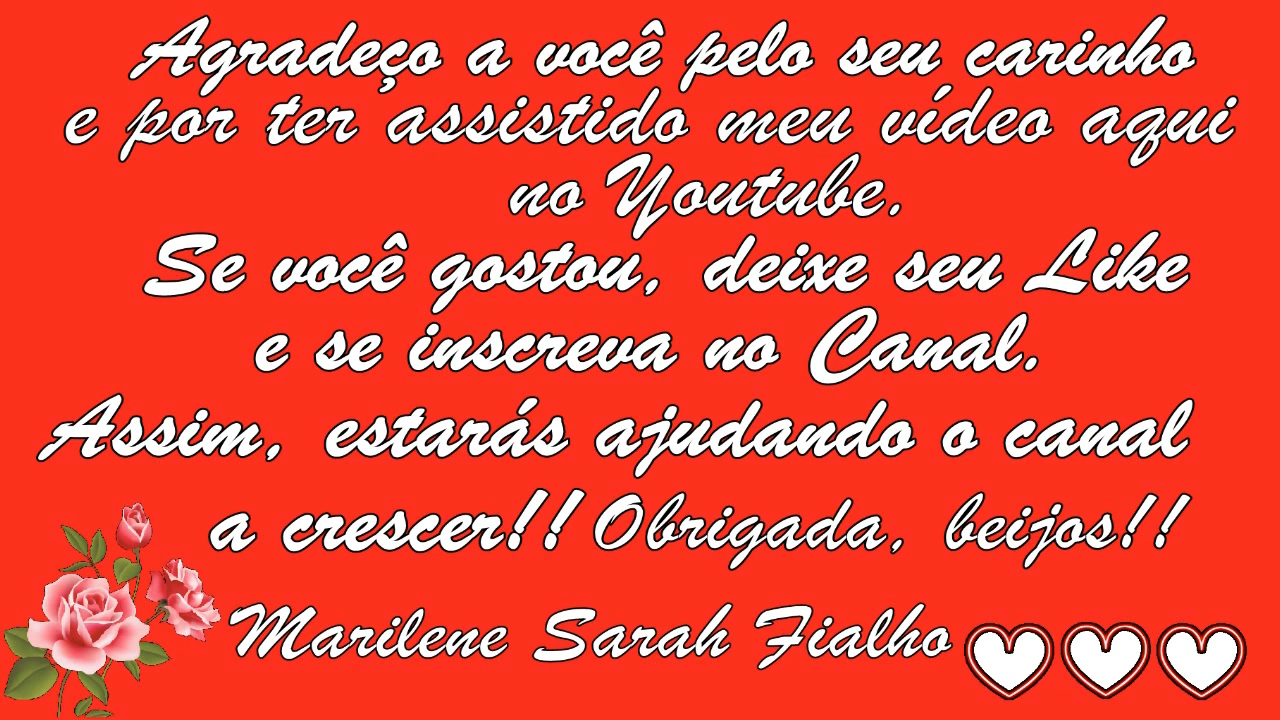 Agradeço a você pelo seu carinho
e por ter assistido meu vídeo aqui
no Youtube.
Se você gostou, deixe seu Like
e se inscreva no Canal.
Assim, estarás ajudando o canal
a crescer!! Obrigada, beijos!!
Marilene Sarah Fialho